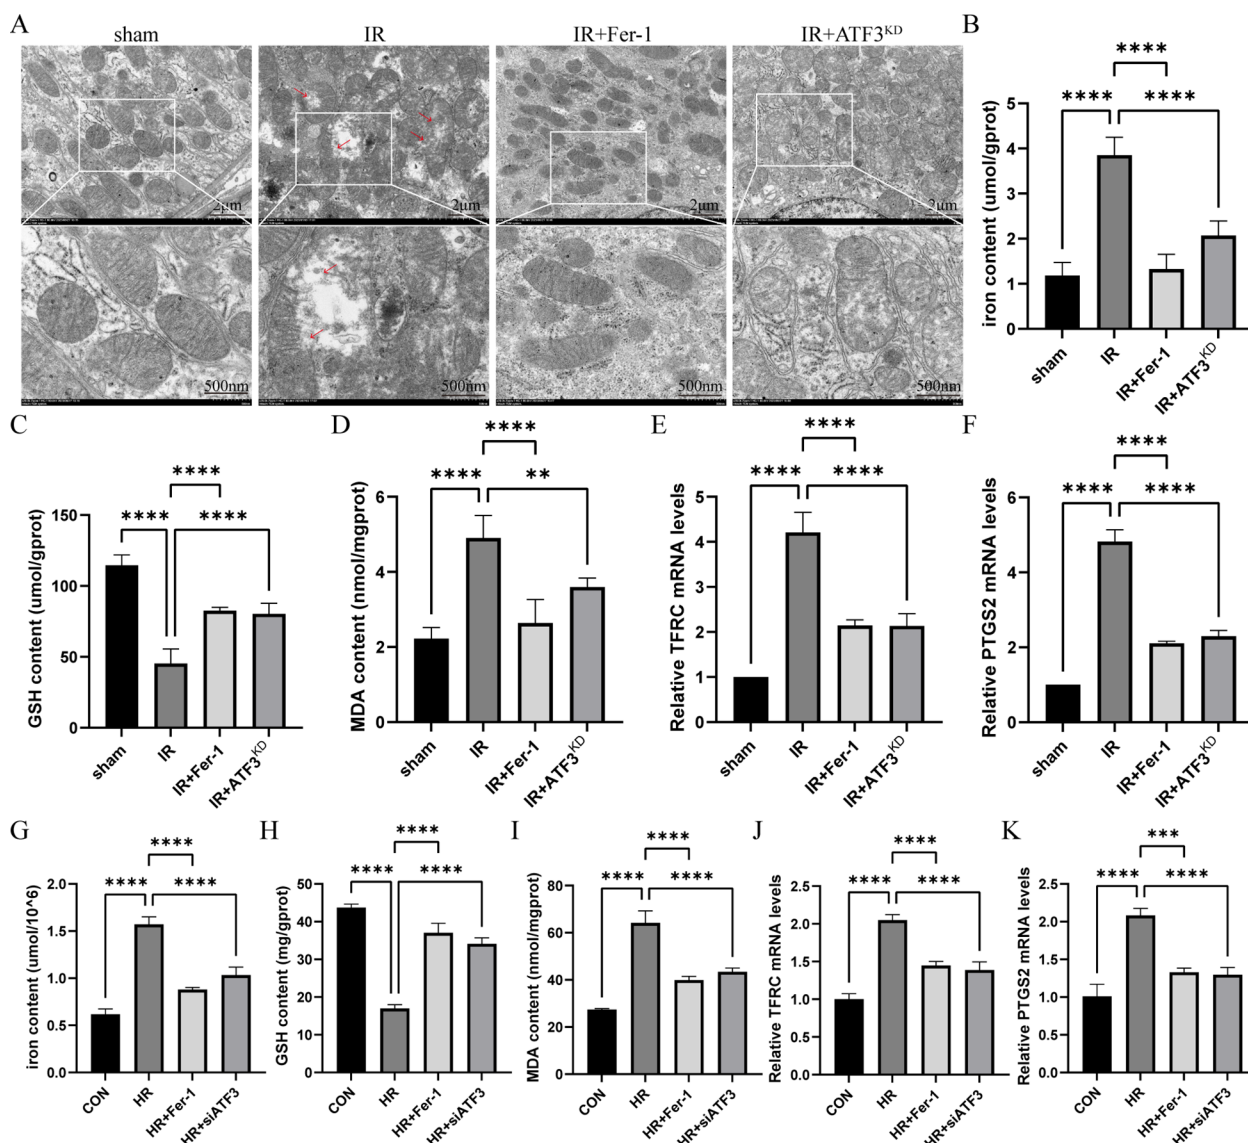 A
sham
IR
IR+Fer-1
IR+ATF3KD
2μm
2μm
2μm
2μm
500nm
500nm
500nm
500nm
B
****
****
****
iron content (umol/gprot)
5
4
3
2
1
0
sham
IR
IR+Fer-1
IR+ATF3KD
C
****
****
****
GSH content (umol/gprot)
150
100
50
0
sham
IR
IR+Fer-1
IR+ATF3KD
D
****
****
**
MDA content (nmol/mgprot)
6
4
2
0
sham
IR
IR+Fer-1
IR+ATF3KD
E
****
****
****
Relative TFRC mRNA levels
5
4
3
2
1
0
sham
IR
IR+Fer-1
IR+ATF3KD
F
****
****
****
Relative PTGS2 mRNA levels
6
4
2
0
sham
IR
IR+Fer-1
IR+ATF3KD
G
****
****
****
iron content (umol/10^6)
2.0
1.5
1.0
0.5
0.0
CON
HR
HR+Fer-1
HR+siATF3
H
****
****
****
GSH content (mg/gprot)
50
40
30
20
10
0
CON
HR
HR+Fer-1
HR+siATF3
I
****
****
****
MDA content (nmol/mgprot)
80
60
40
20
0
CON
HR
HR+Fer-1
HR+siATF3
J
****
****
****
Relative TFRC mRNA levels
2.5
2.0
1.5
1.0
0.5
0.0
CON
HR
HR+Fer-1
HR+siATF3
K
***
****
****
Relative PTGS2 mRNA levels
2.5
2.0
1.5
1.0
0.5
0.0
CON
HR
HR+Fer-1
HR+siATF3